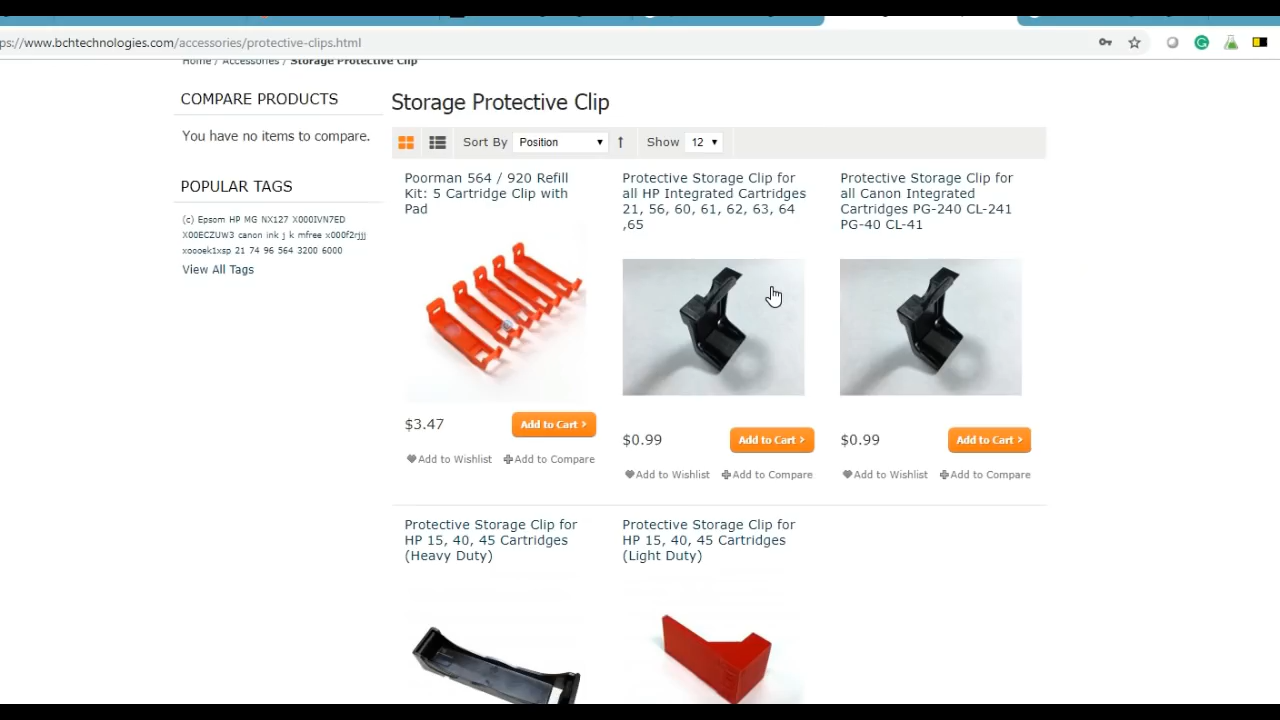 ps://www.bchtechnologies.com/accessories/protective-clips.html
Home / Accessories / Storage Protective Clip
COMPARE PRODUCTS
You have no items to compare.
POPULAR TAGS
(c) Epsom HP MG NX127 X000IVN7ED
X00ECZUW3 canon ink j k mfree x000f2rjjj
xoooek1xsp 21 74 96 564 3200 6000
View All Tags
Storage Protective Clip
Sort By Position Show 12
Poorman 564 / 920 Refill
Kit: 5 Cartridge Clip with
Pad
$3.47 Add to Cart >
Add to Wishlist Add to Compare
Protective Storage Clip for
all HP Integrated Cartridges
21, 56, 60, 61, 62, 63, 64
,65
$0.99 Add to Cart >
Add to Wishlist Add to Compare
Protective Storage Clip for
all Canon Integrated
Cartridges PG-240 CL-241
PG-40 CL-41
$0.99 Add to Cart >
Add to Wishlist Add to Compare
Protective Storage Clip for
HP 15, 40, 45 Cartridges
(Heavy Duty)
Protective Storage Clip for
HP 15, 40, 45 Cartridges
(Light Duty)